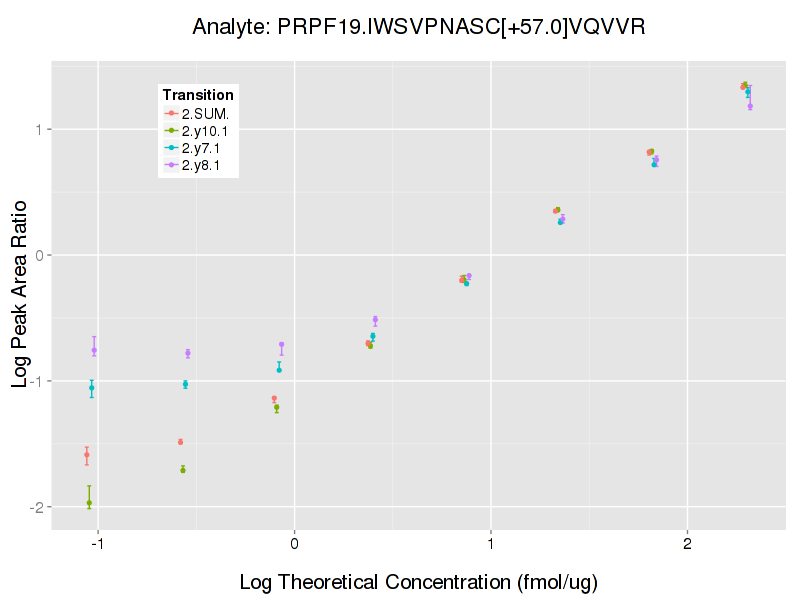 Analyte: PRPF19.IWSVPNASC[+57.0]VQVVR
Transition
2.SUM.
2.y10.1
2.y7.1
2.y8.1
Log Peak Area Ratio
1
0
-1
-2
-1
0
1
2
Log Theoretical Concentration (fmol/ug)